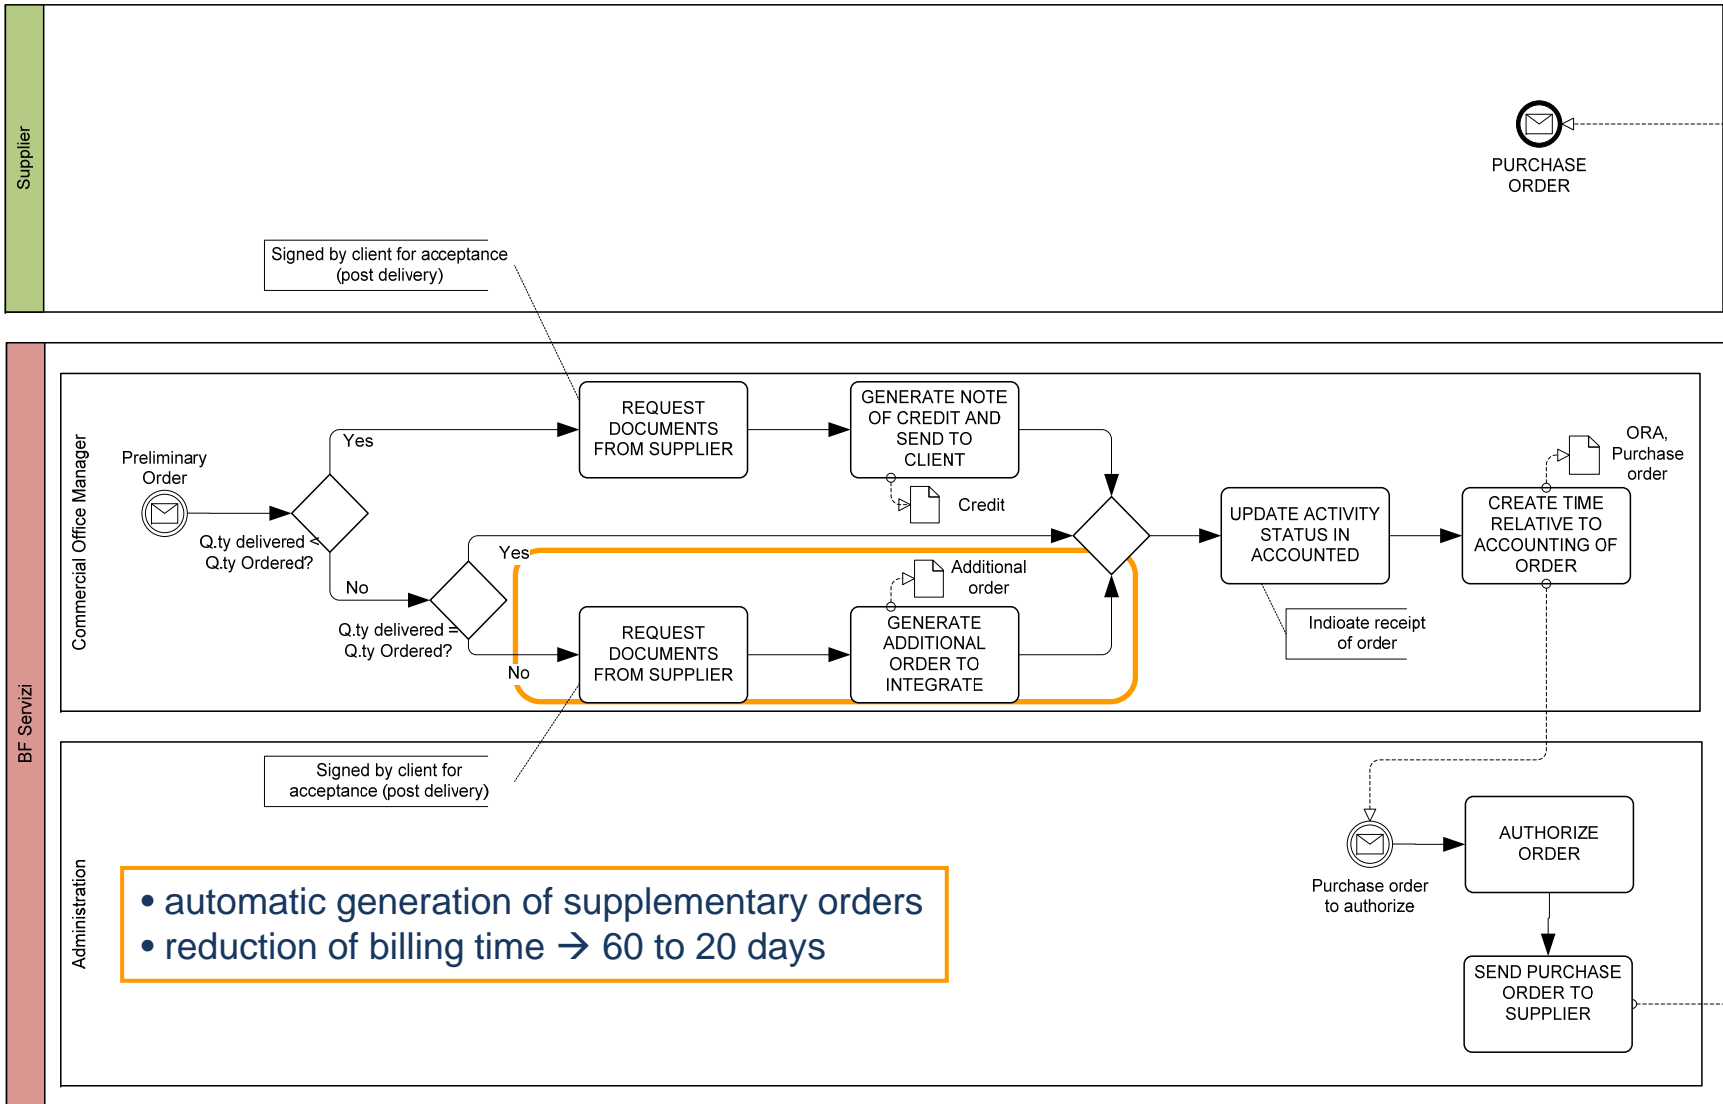 Supplier
PURCHASE
ORDER
Signed by client for acceptance
(post delivery)
BF Servizi
Commercial Office Manager
Preliminary
Order
Q.ty delivered <
Q.ty Ordered?
Yes
No
REQUEST
DOCUMENTS
FROM SUPPLIER
GENERATE NOTE
OF CREDIT AND
SEND TO
CLIENT
Credit
Q.ty delivered =
Q.ty Ordered?
Yes
No
REQUEST
DOCUMENTS
FROM SUPPLIER
Additional
order
GENERATE
ADDITIONAL
ORDER TO
INTEGRATE
UPDATE ACTIVITY
STATUS IN
ACCOUNTED
Indioate receipt
of order
ORA,
Purchase
order
CREATE TIME
RELATIVE TO
ACCOUNTING OF
ORDER
Signed by client for
acceptance (post delivery)
Administration
• automatic generation of supplementary orders
• reduction of billing time → 60 to 20 days
Purchase order
to authorize
AUTHORIZE
ORDER
SEND PURCHASE
ORDER TO
SUPPLIER